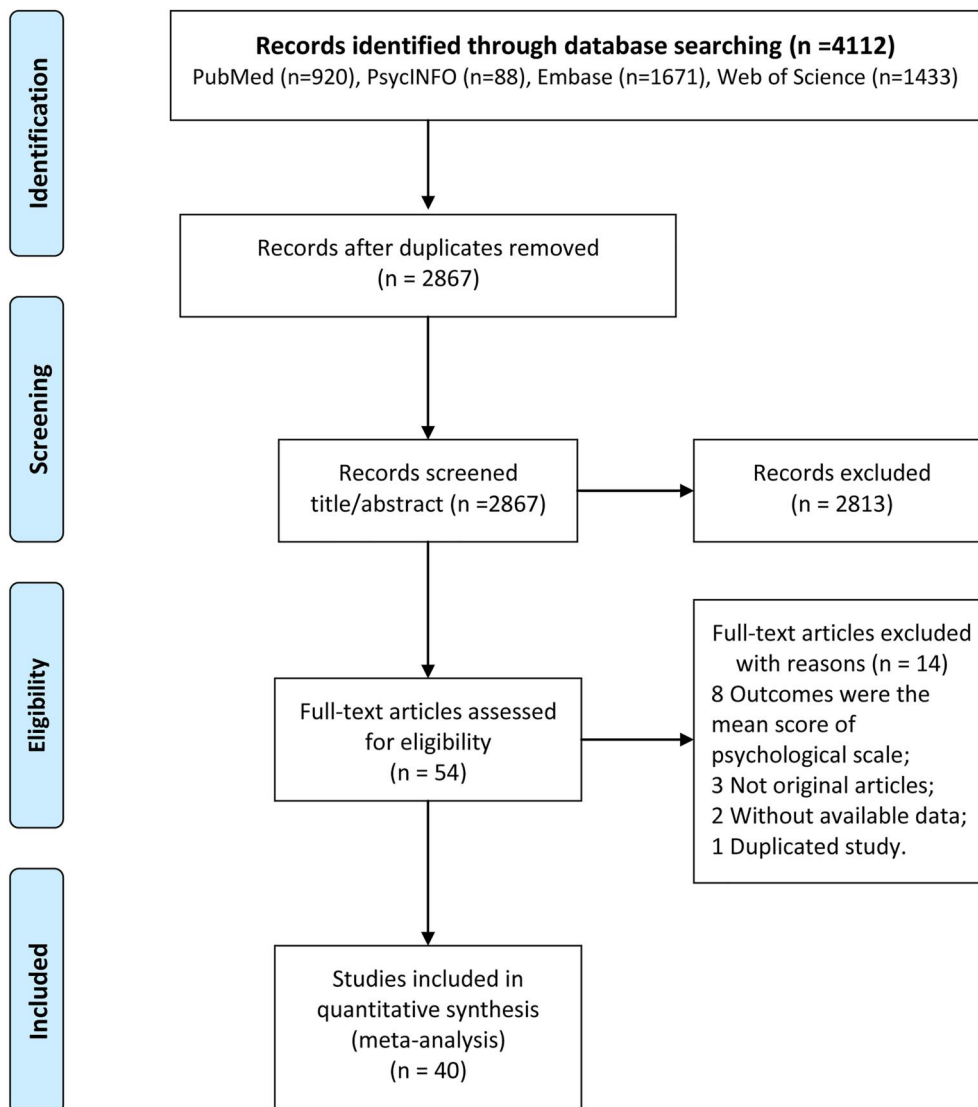 Identification
Records identified through database searching (n =4112)
PubMed (n=920), PsycINFO (n=88), Embase (n=1671), Web of Science (n=1433)
Records after duplicates removed
(n = 2867)
Screening
Records screened
title/abstract (n =2867)
Records excluded
(n = 2813)
Eligibility
Full-text articles assessed
for eligibility
(n = 54)
Full-text articles excluded
with reasons (n = 14)
8 Outcomes were the
mean score of
psychological scale;
3 Not original articles;
2 Without available data;
1 Duplicated study.
Included
Studies included in
quantitative synthesis
(meta-analysis)
(n = 40)